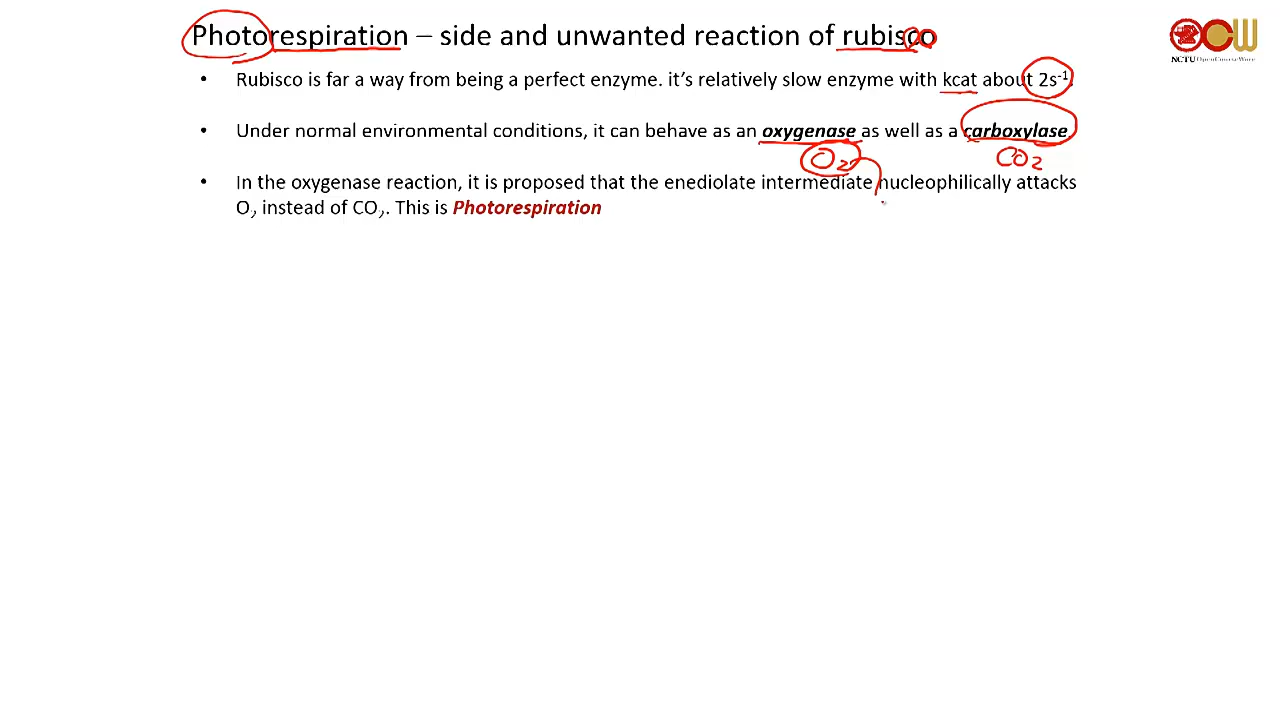 Photorespiration – side and unwanted reaction of rubisco
• Rubisco is far a way from being a perfect enzyme. it's relatively slow enzyme with kcat about 2s⁻¹.
• Under normal environmental conditions, it can behave as an oxygenase as well as a carboxylase
O₂ CO₂
• In the oxygenase reaction, it is proposed that the enediolate intermediate nucleophilically attacks
O₂ instead of CO₂. This is Photorespiration
NCTU OpenCourseWare